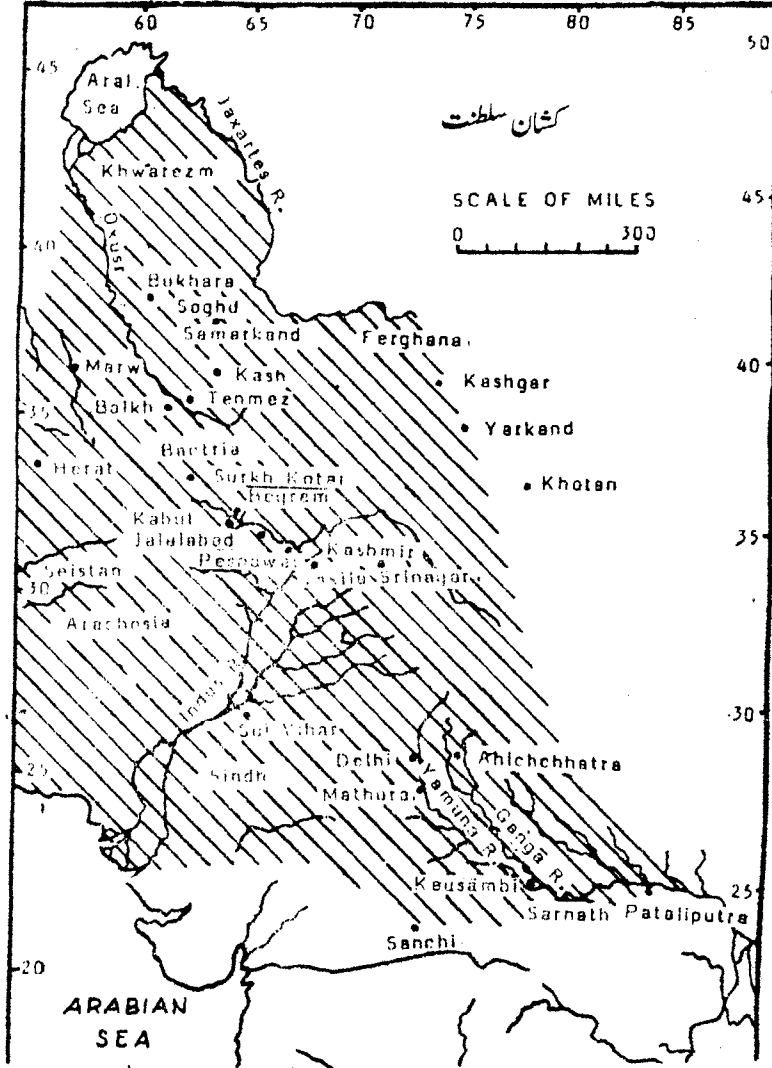 60 65 70 75 80 85
50
45
Aral
Sea
Jaxartes R.
کشان سلطنت
Khwarezm
SCALE OF MILES
0 300
45
Oxus
40
Bukhara
Soghd
Samarkand
Ferghana
Marw
Kash
Kashgar
40
Balkh
Tenmez
35
Yarkand
Bactria
Herat
Surkh Kotal
Khotan
Begrem
Kabul
Jalalabad
Kashmir
35
Peshawar
Seistan
Srinagar
30
Arachosia
Indus R.
Sui Vihar
30
Delhi
Ahichchhatra
25
Sindh
Mathura
Yamuna R.
Ganga R.
Kausāmbi
25
Sarnath Pataliputra
Sanchi
20
ARABIAN
SEA